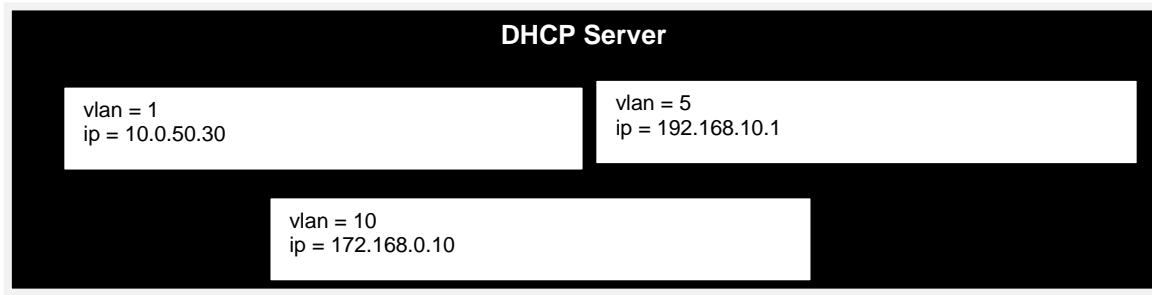 DHCP Server
vlan = 1
ip = 10.0.50.30
vlan = 5
ip = 192.168.10.1
vlan = 10
ip = 172.168.0.10